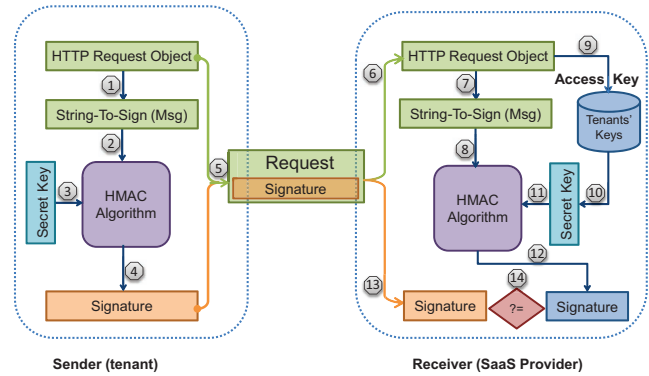 HTTP Request Object
1
String-To-Sign (Msg)
2
Secret Key
3
HMAC
Algorithm
4
Signature
Sender (tenant)
5
Request
Signature
6
HTTP Request Object
9
Access Key
7
String-To-Sign (Msg)
Tenants'
Keys
8
HMAC
Algorithm
11
Secret Key
10
12
13
14
Signature
?=
Signature
Receiver (SaaS Provider)